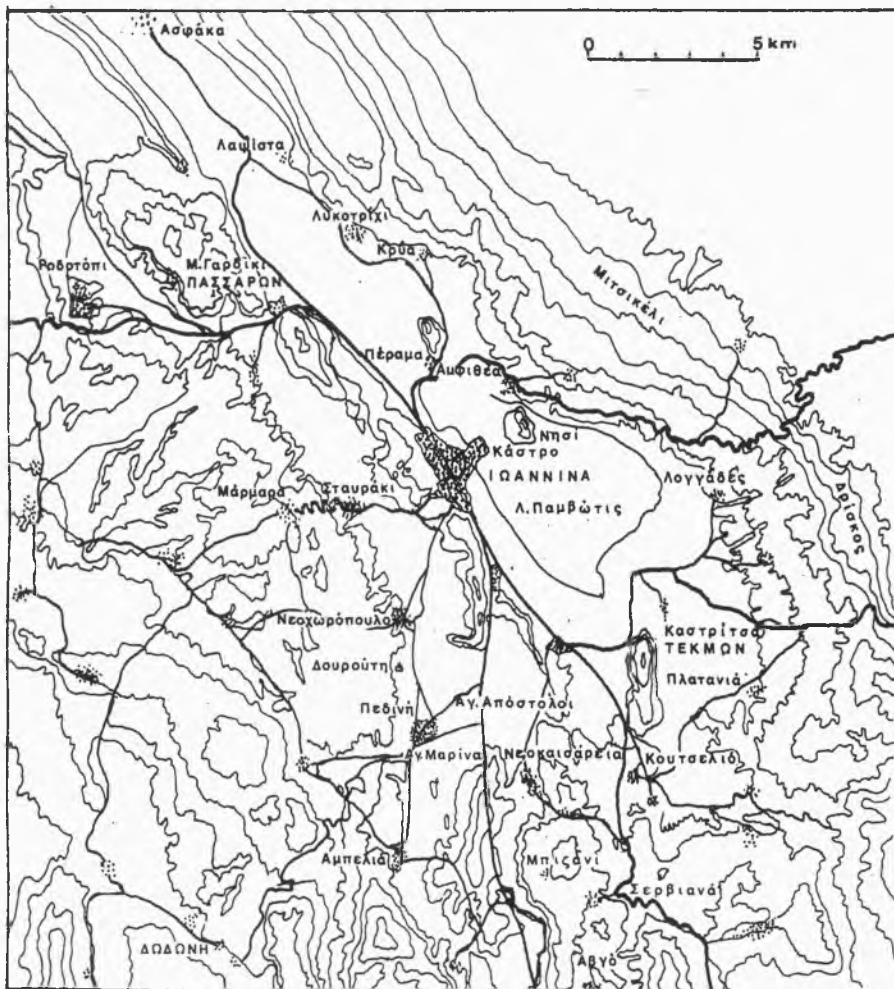 Ασφάκα
0 5 km
Λαψίστα
Λυκοτρίχι
Κρύα
Ροδοτόπι
Μ.Γαρδίκι
ΠΑΣΣΑΡΩΝ
Μιτσικέλι
Πέραμα
Αμφιθέα
Νησί
Κάστρο
ΙΩΑΝΝΙΝΑ
Λογγάδες
Μάρμαρα
Σταυράκι
Λ.Παμβώτις
Δρίσκος
Νεοχωρόπουλο
Καστρίτσα
ΤΕΚΜΩΝ
Δουρούτη
Πλατανιά
Πεδινή
Αγ.Απόστολοι
Αγ.Μαρίνα
Νεοκαισάρεια
Κουτσελιό
Αμπελιά
Μπιζάνι
Σερβιανά
ΔΩΔΩΝΗ
Αβγό